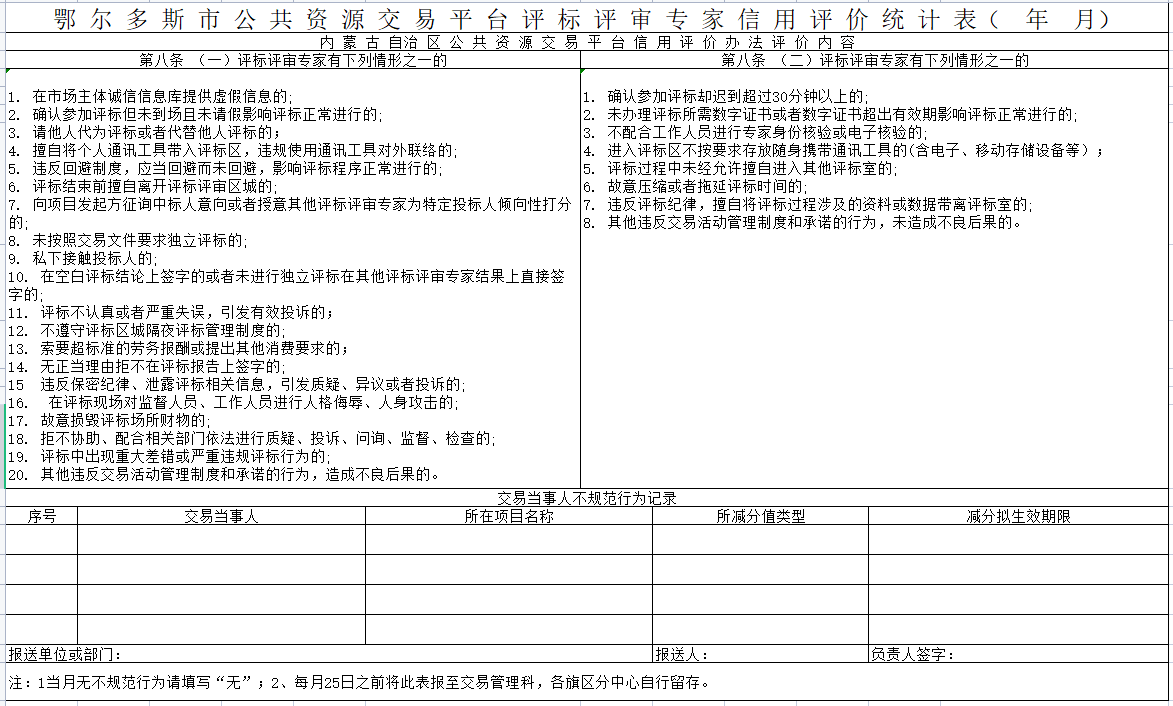 鄂尔多斯市公共资源交易平台评标评审专家信用评价统计表（ 年 月）
内蒙古自治区公共资源交易平台信用评价办法评价内容
第八条 （一）评标评审专家有下列情形之一的
1. 在市场主体诚信信息库提供虚假信息的;
2. 确认参加评标但未到场且未请假影响评标正常进行的;
3. 请他人代为评标或者代替他人评标的;
4. 擅自将个人通讯工具带入评标区，违规使用通讯工具对外联络的;
5. 违反回避制度，应当回避而未回避，影响评标程序正常进行的;
6. 评标结束前擅自离开评标评审区城的;
7. 向项目发起方征询中标人意向或者授意其他评标评审专家为特定投标人倾向性打分
的;
8. 未按照交易文件要求独立评标的;
9. 私下接触投标人的;
10. 在空白评标结论上签字的或者未进行独立评标在其他评标评审专家结果上直接签
字的;
11. 评标不认真或者严重失误，引发有效投诉的;
12. 不遵守评标区城隔夜评标管理制度的;
13. 索要超标准的劳务报酬或提出其他消费要求的;
14. 无正当理由拒不在评标报告上签字的;
15 违反保密纪律、泄露评标相关信息，引发质疑、异议或者投诉的;
16. 在评标现场对监督人员、工作人员进行人格侮辱、人身攻击的;
17. 故意损毁评标场所财物的;
18. 拒不协助、配合相关部门依法进行质疑、投诉、问询、监督、检查的;
19. 评标中出现重大差错或严重违规评标行为的;
20. 其他违反交易活动管理制度和承诺的行为，造成不良后果的。
第八条 （二）评标评审专家有下列情形之一的
1. 确认参加评标却迟到超过30分钟以上的;
2. 未办理评标所需数字证书或者数字证书超出有效期影响评标正常进行的;
3. 不配合工作人员进行专家身份核验或电子核验的;
4. 进入评标区不按要求存放随身携带通讯工具的(含电子、移动存储设备等）;
5. 评标过程中未经允许擅自进入其他评标室的;
6. 故意压缩或者拖延评标时间的;
7. 违反评标纪律，擅自将评标过程涉及的资料或数据带离评标室的;
8. 其他违反交易活动管理制度和承诺的行为，未造成不良后果的。
交易当事人不规范行为记录
序号 交易当事人 所在项目名称 所减分值类型 减分拟生效期限
报送单位或部门： 报送人： 负责人签字：
注：1当月无不规范行为请填写“无”；2、每月25日之前将此表报至交易管理科，各旗区分中心自行留存。